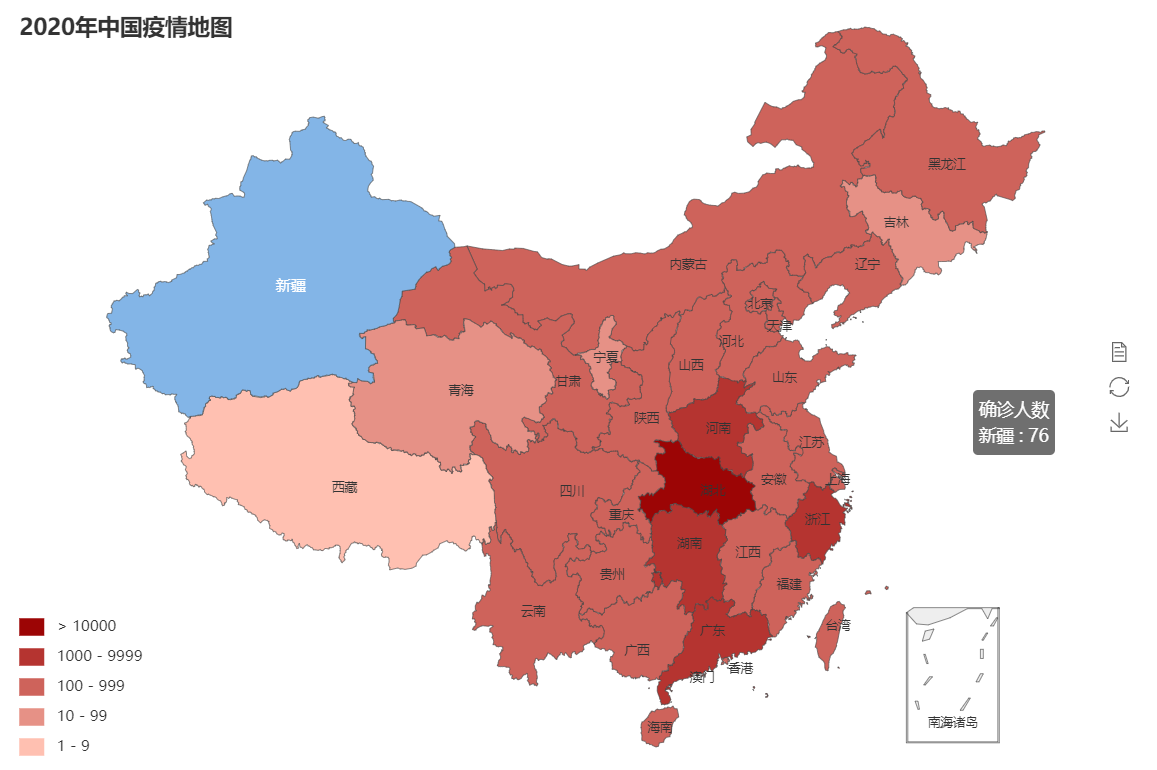 2020年中国疫情地图
黑龙江
吉林
内蒙古
辽宁
新疆
北京
天津
河北
宁夏
山西
甘肃
山东
青海
确诊人数
新疆 : 76
陕西
河南
江苏
安徽
上海
西藏
四川
重庆
浙江
湖南
江西
贵州
福建
云南
> 10000
台湾
广东
广西
1000 - 9999
香港
澳门
100 - 999
10 - 99
南海诸岛
海南
1 - 9